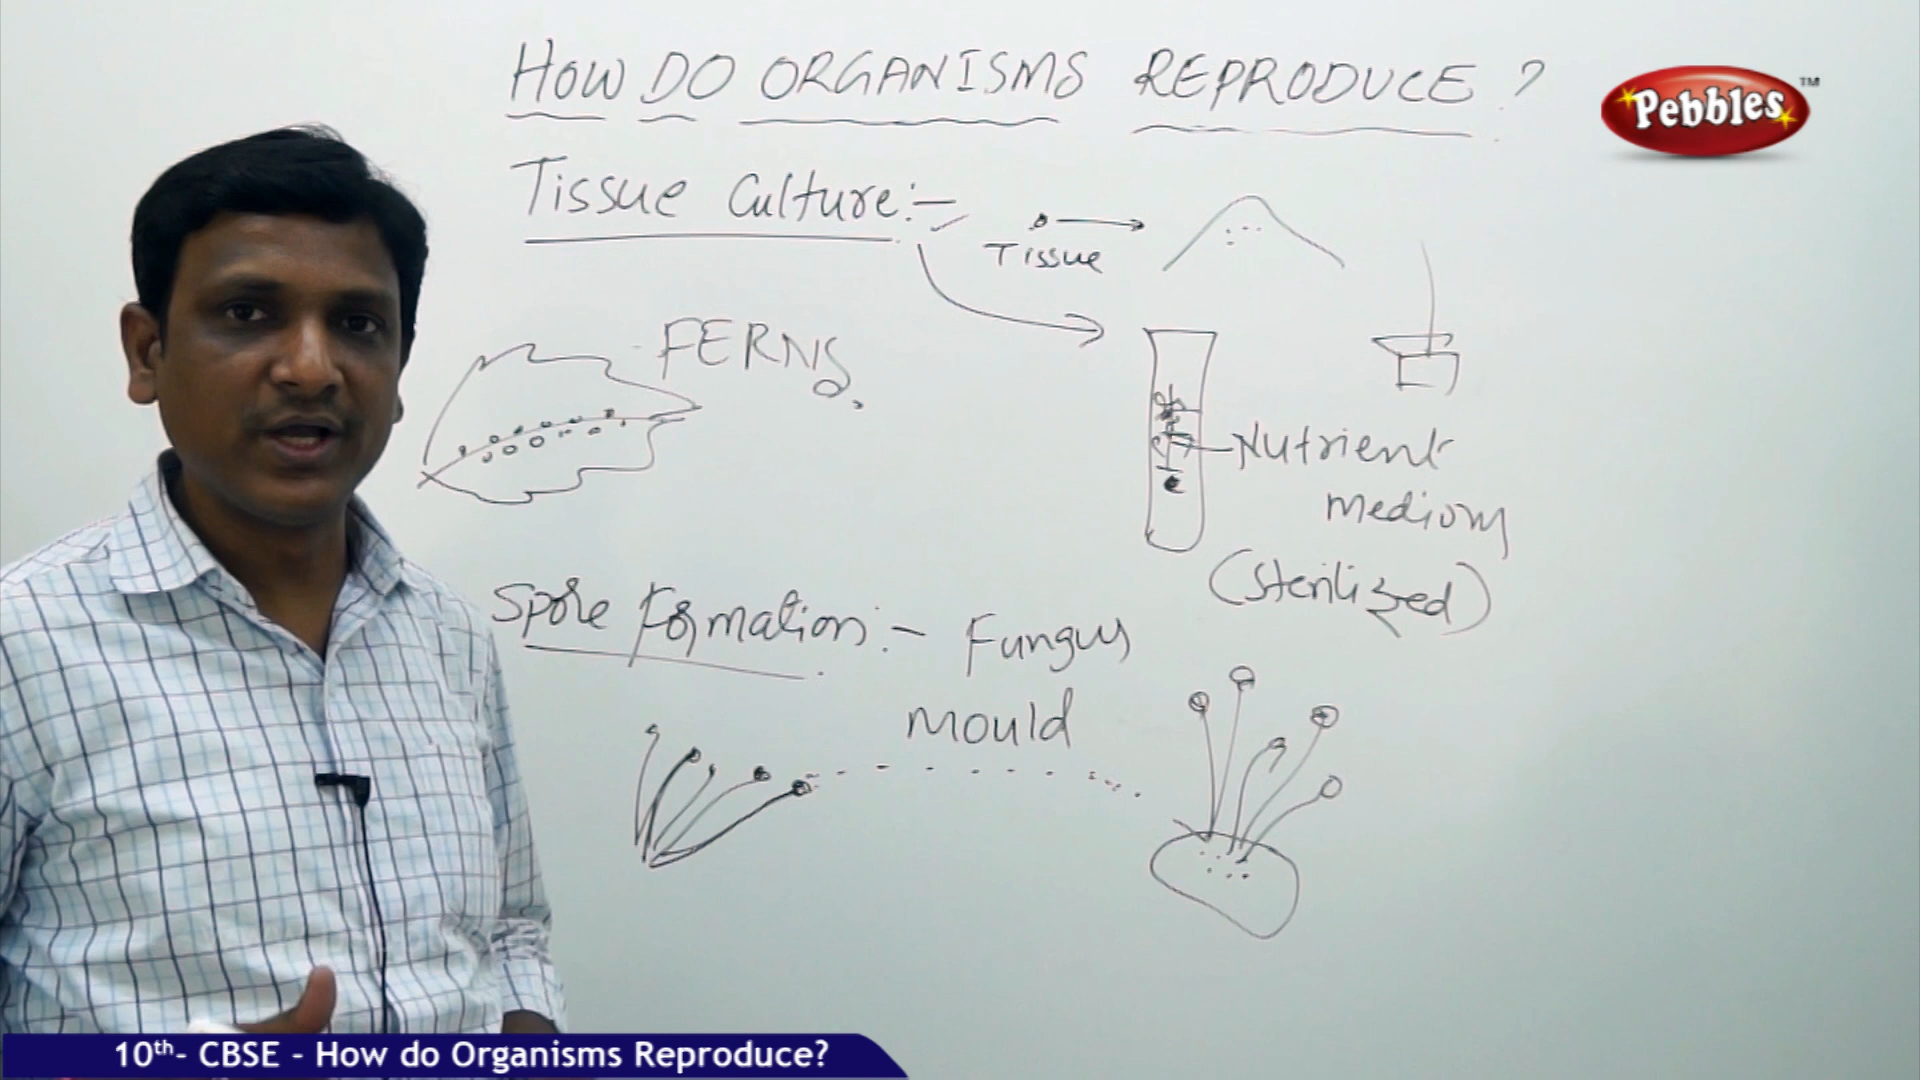 HOW DO ORGANISMS REPRODUCE ?
Pebbles™
Tissue Culture:-
Tissue
FERNS.
Nutrient
Medium
(Sterilized)
Spore Formation:- Fungus
Mould
10th- CBSE - How do Organisms Reproduce?